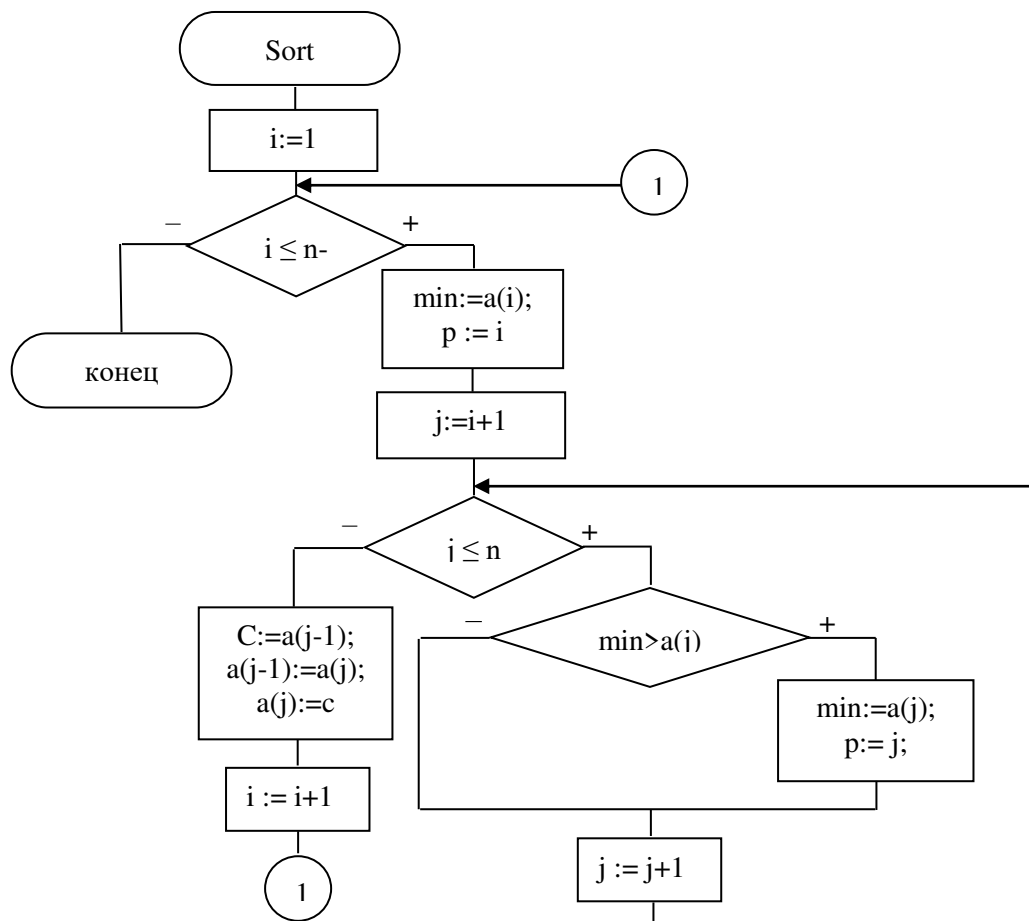 Sort
i:=1
1
–
+
i ≤ n-
min:=a(i);
p := i
конец
j:=i+1
–
+
j ≤ n
C:=a(j-1);
a(j-1):=a(j);
a(j):=c
–
+
min>a(j)
min:=a(j);
p:= j;
i := i+1
j := j+1
1